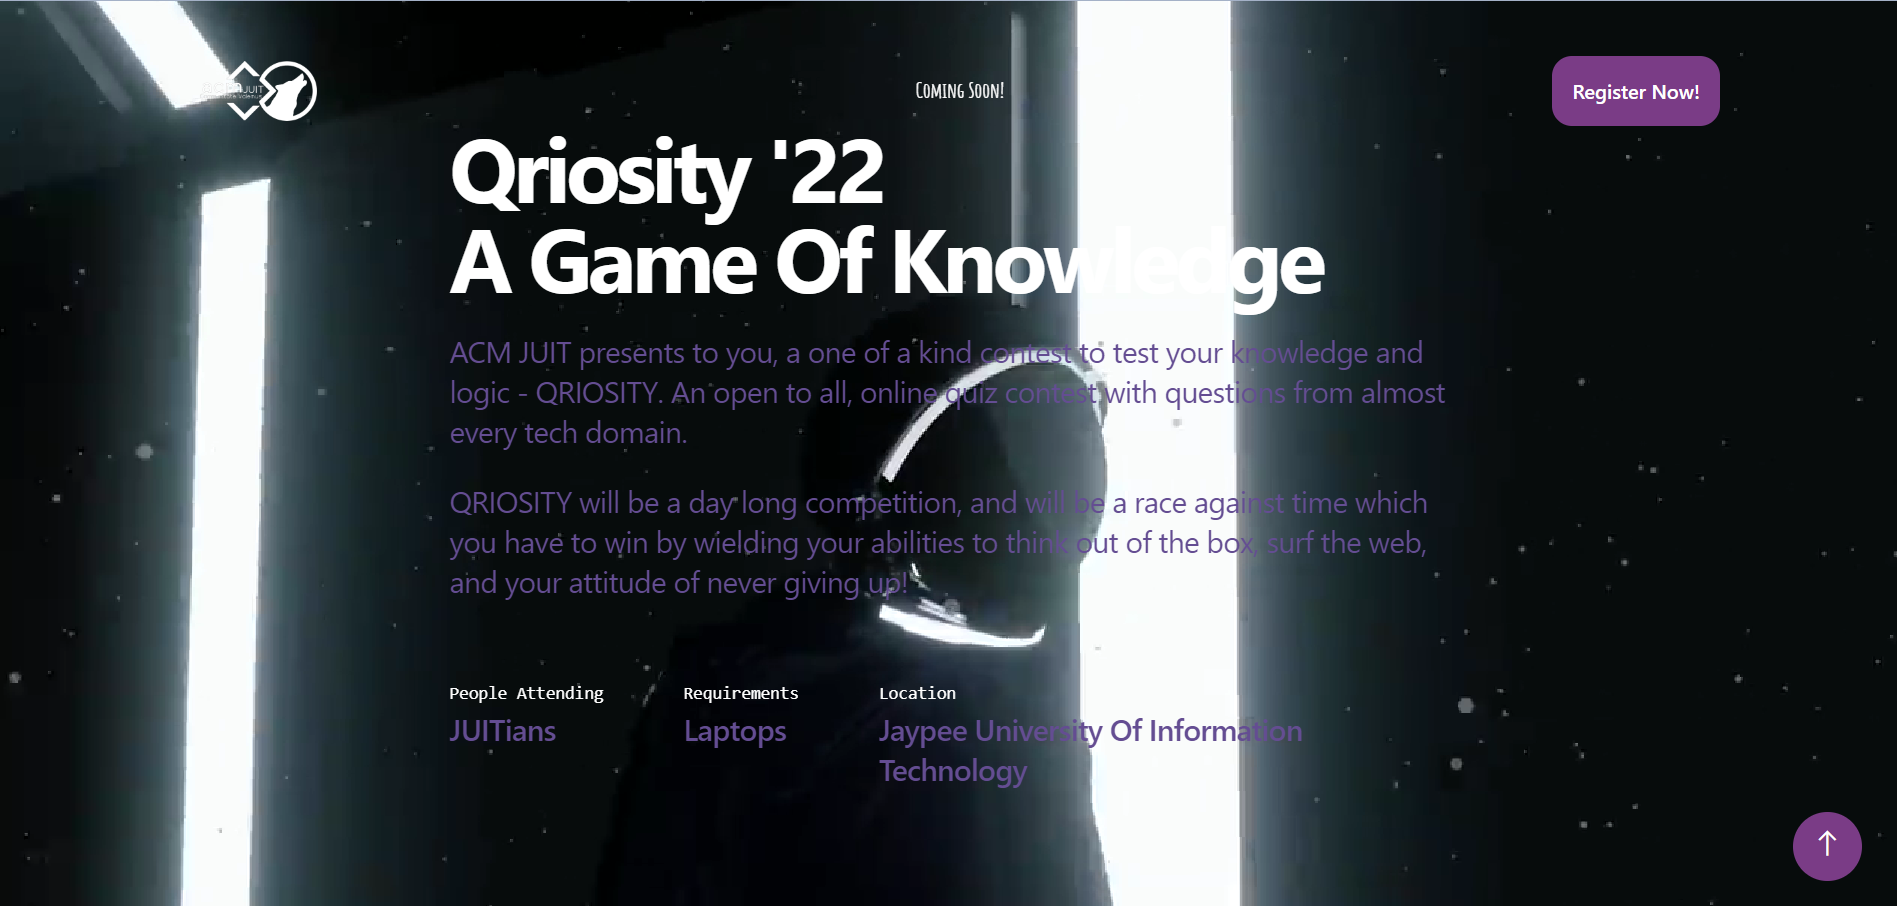 JUIT
Coming Soon!
Register Now!
Qriosity '22
A Game Of Knowledge
ACM JUIT presents to you, a one of a kind contest to test your knowledge and
logic - QRIOSITY. An open to all, online quiz contest with questions from almost
every tech domain.
QRIOSITY will be a day long competition, and will be a race against time which
you have to win by wielding your abilities to think out of the box, surf the web,
and your attitude of never giving up!
People Attending
JUITians
Requirements
Laptops
Location
Jaypee University Of Information
Technology